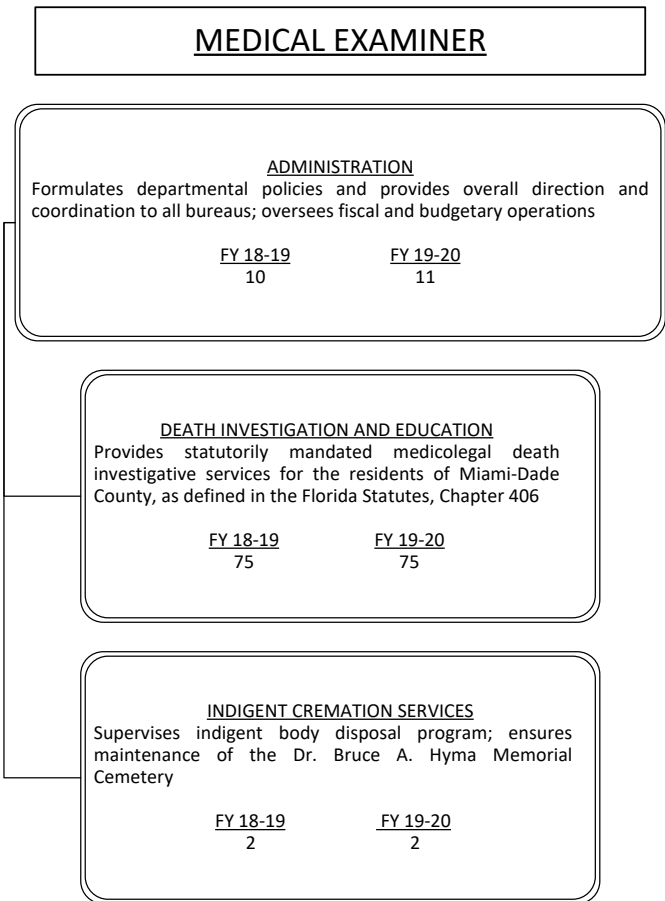 MEDICAL EXAMINER
ADMINISTRATION
Formulates departmental policies and provides overall direction and
coordination to all bureaus; oversees fiscal and budgetary operations
FY 18-19 FY 19-20
10 11
DEATH INVESTIGATION AND EDUCATION
Provides statutorily mandated medicolegal death
investigative services for the residents of Miami-Dade
County, as defined in the Florida Statutes, Chapter 406
FY 18-19 FY 19-20
75 75
INDIGENT CREMATION SERVICES
Supervises indigent body disposal program; ensures
maintenance of the Dr. Bruce A. Hyma Memorial
Cemetery
FY 18-19 FY 19-20
2 2